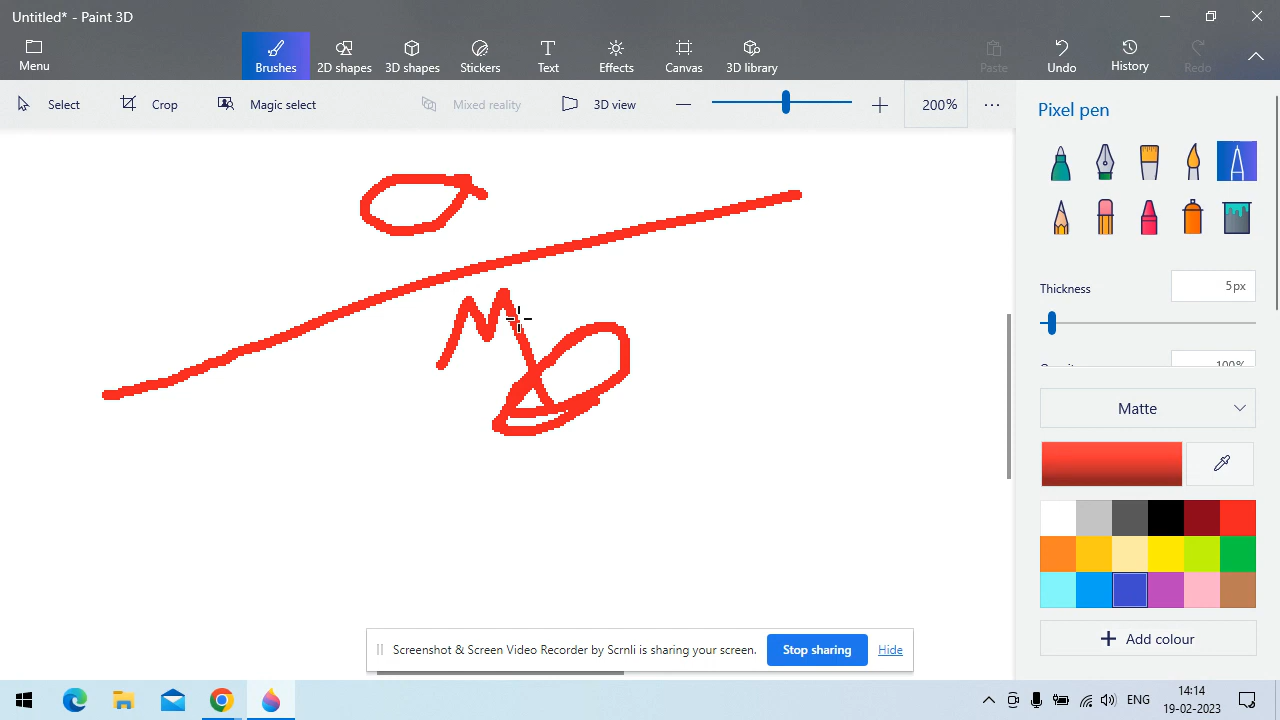 Untitled* - Paint 3D
Menu
Brushes 2D shapes 3D shapes Stickers Text Effects Canvas 3D library Paste Undo History Redo
Select Crop Magic select Mixed reality 3D view 200%
Pixel pen
Thickness 5px
Opacity 100%
Matte
Add colour
Screenshot & Screen Video Recorder by Scrnli is sharing your screen. Stop sharing Hide
ENG 14:14
19-02-2023